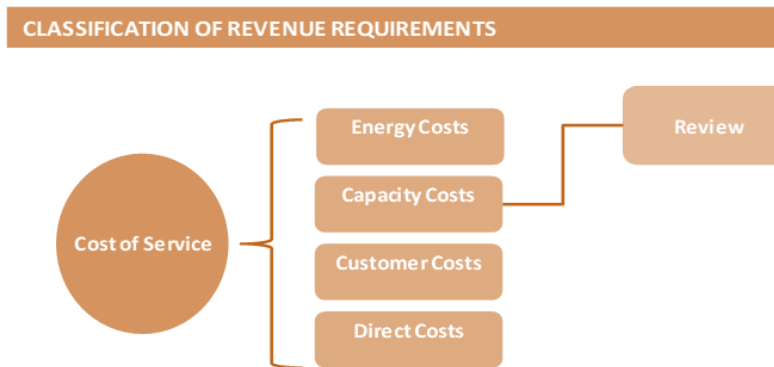 CLASSIFICATION OF REVENUE REQUIREMENTS
Energy Costs
Review
Capacity Costs
Cost of Service
Customer Costs
Direct Costs